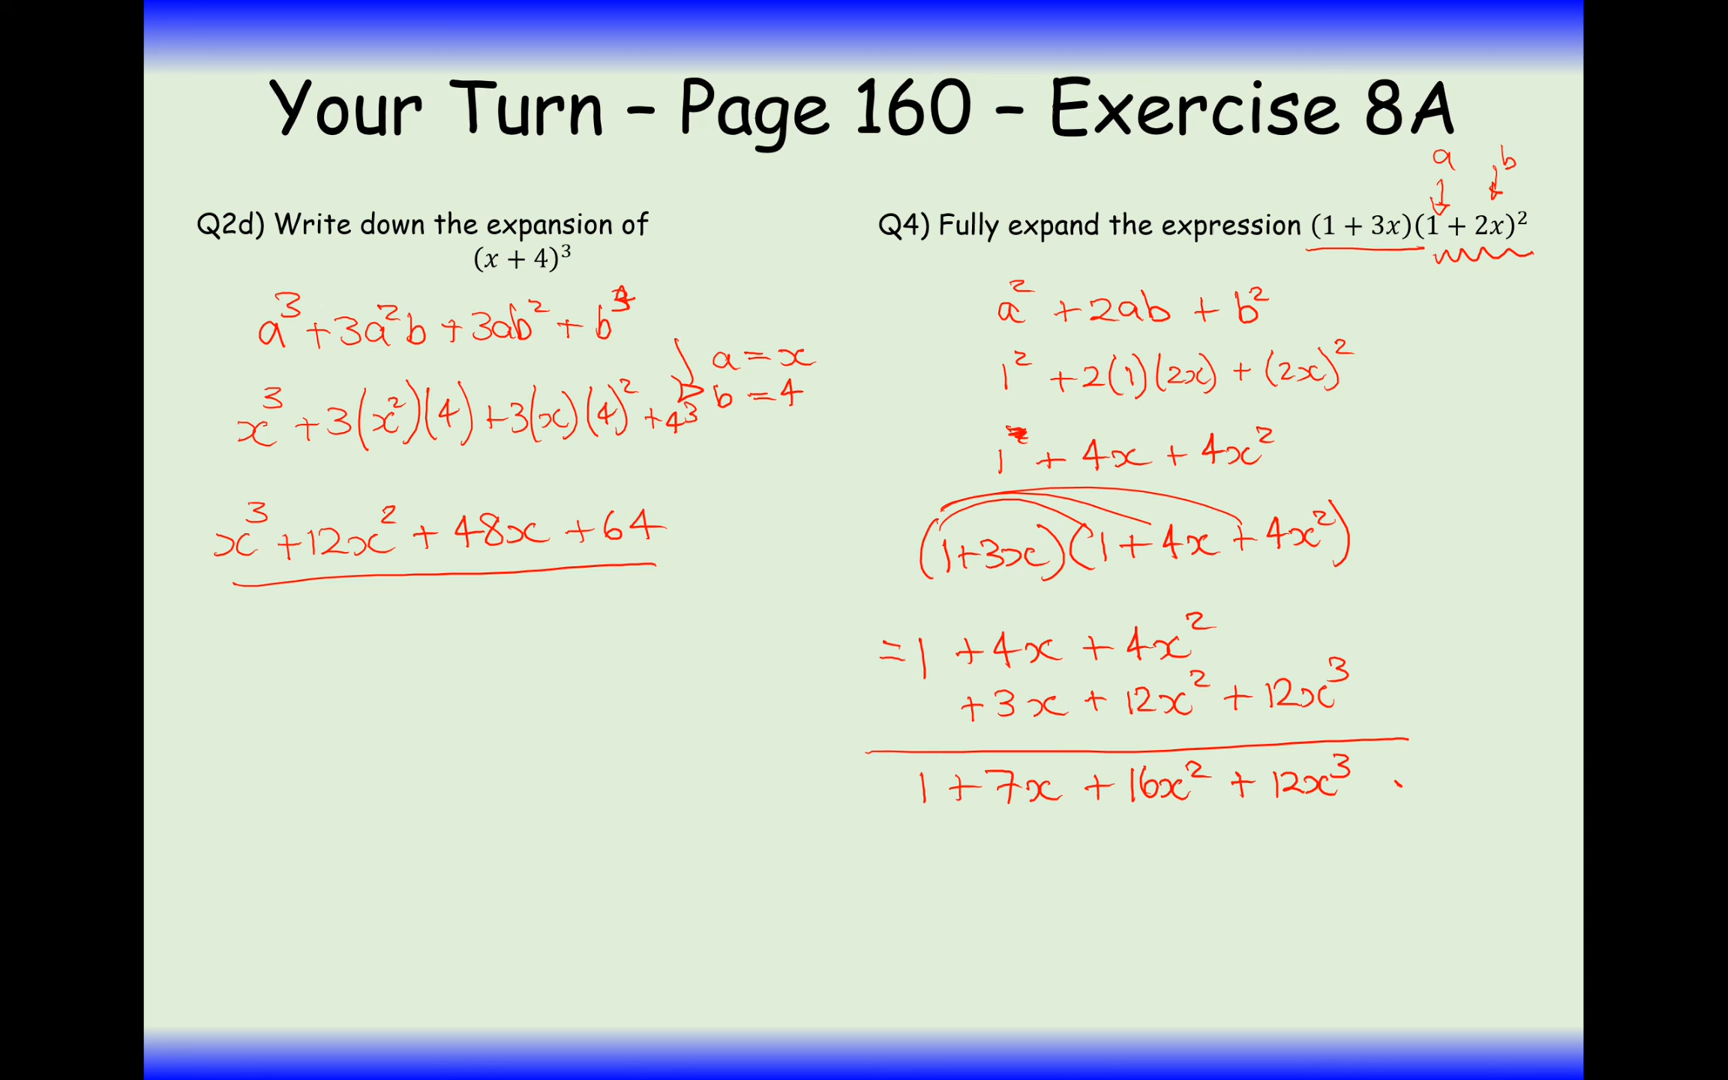 Your Turn – Page 160 – Exercise 8A
Q2d) Write down the expansion of
(x + 4)³
a³ + 3a²b + 3ab² + b³
a = x
b = 4
x³ + 3(x²)(4) + 3(x)(4)² + 4³
x³ + 12x² + 48x + 64
a b
Q4) Fully expand the expression (1 + 3x)(1 + 2x)²
a² + 2ab + b²
1² + 2(1)(2x) + (2x)²
1 + 4x + 4x²
(1+3x)(1 + 4x + 4x²)
= 1 + 4x + 4x²
+ 3x + 12x² + 12x³
1 + 7x + 16x² + 12x³